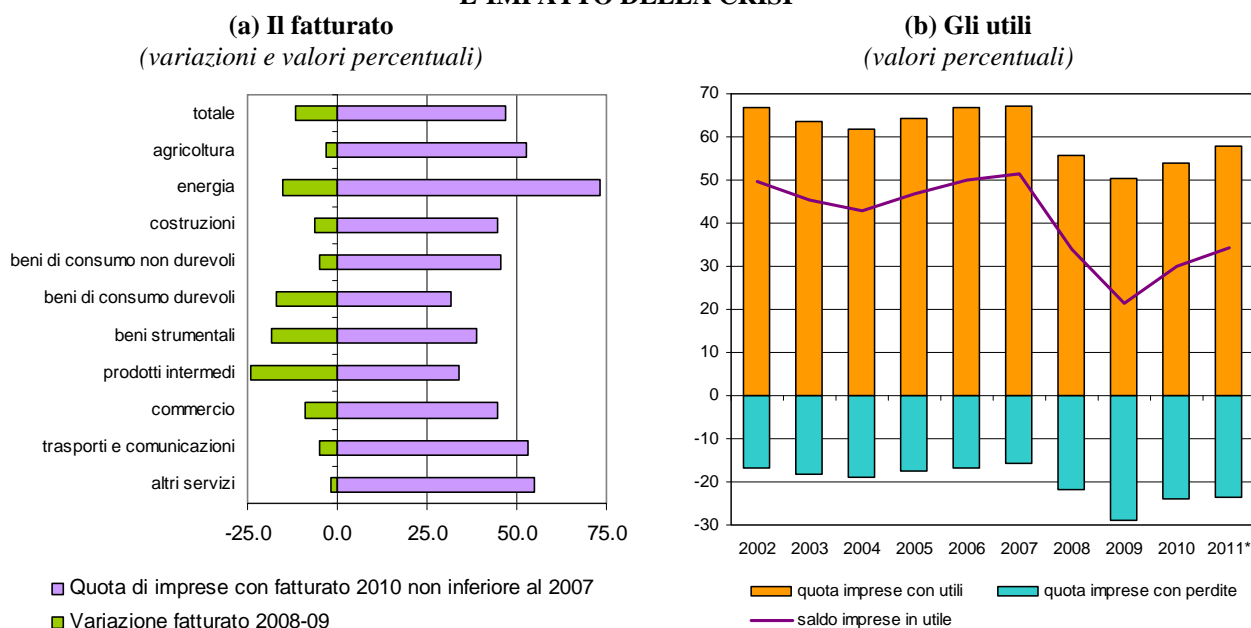 L'IMPATTO DELLA CRISI
(a) Il fatturato
(variazioni e valori percentuali)
totale
agricoltura
energia
costruzioni
beni di consumo non durevoli
beni di consumo durevoli
beni strumentali
prodotti intermedi
commercio
trasporti e comunicazioni
altri servizi
-25.0 0.0 25.0 50.0 75.0
Quota di imprese con fatturato 2010 non inferiore al 2007
Variazione fatturato 2008-09
(b) Gli utili
(valori percentuali)
70
60
50
40
30
20
10
0
-10
-20
-30
2002 2003 2004 2005 2006 2007 2008 2009 2010 2011*
quota imprese con utili quota imprese con perdite
saldo imprese in utile